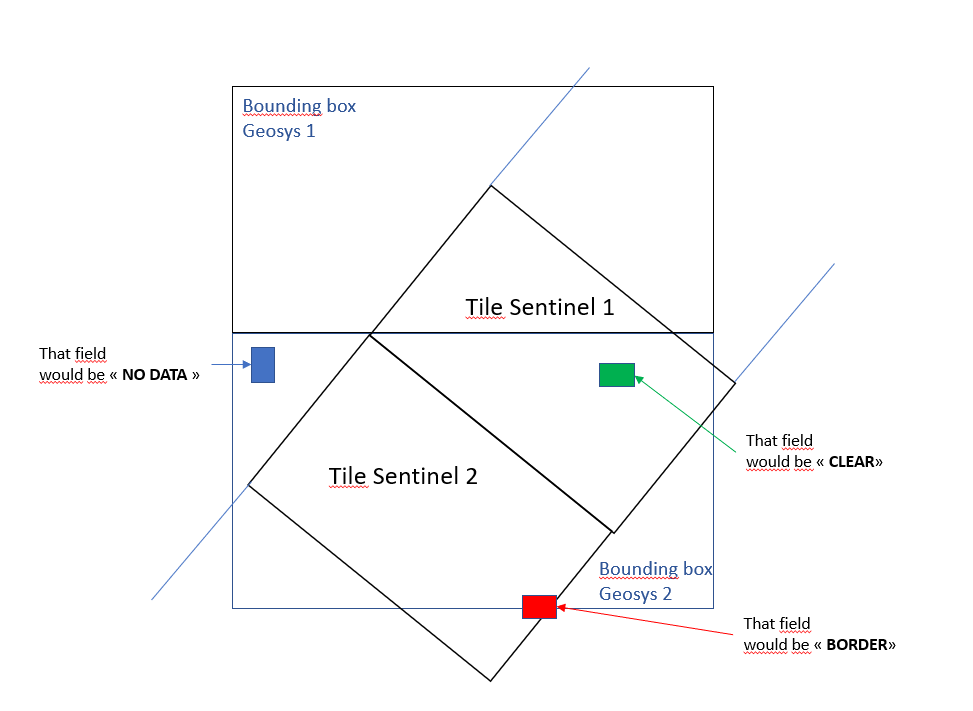 Bounding box
Geosys 1
Tile Sentinel 1
That field
would be « NO DATA »
That field
would be « CLEAR»
Tile Sentinel 2
Bounding box
Geosys 2
That field
would be « BORDER»